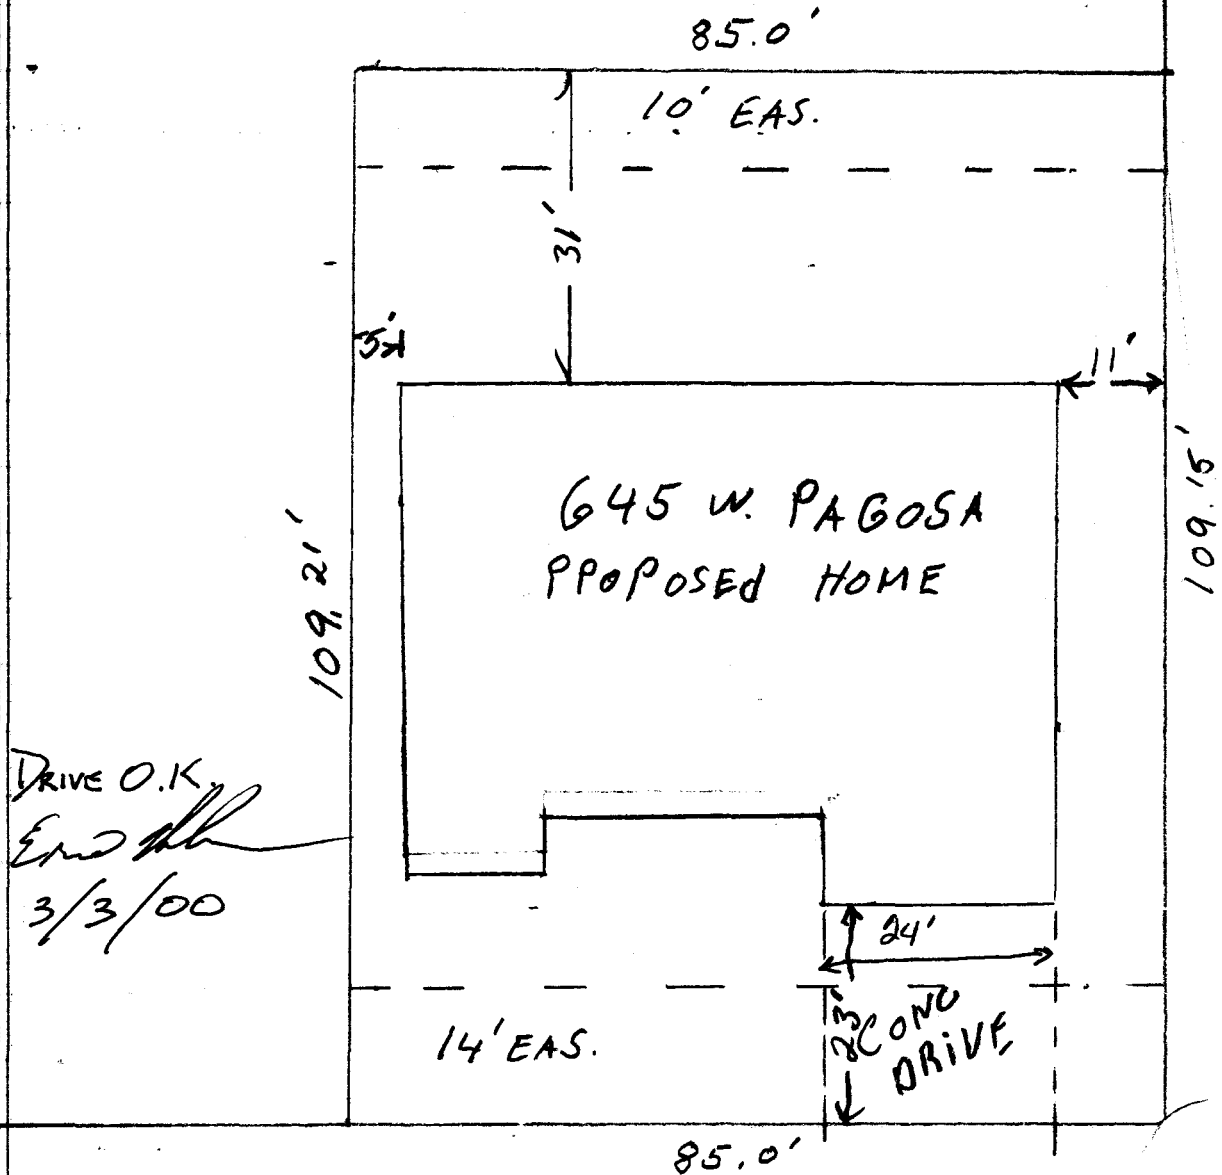 85.0'
10' EAS.
31'
5'
11'
645 W. PAGOSA
PPOPOSEd HOME
109.21'
109.15'
DRIVE O.K.
3/3/00
24'
23'
CONC
DRIVE
14' EAS.
85.0'